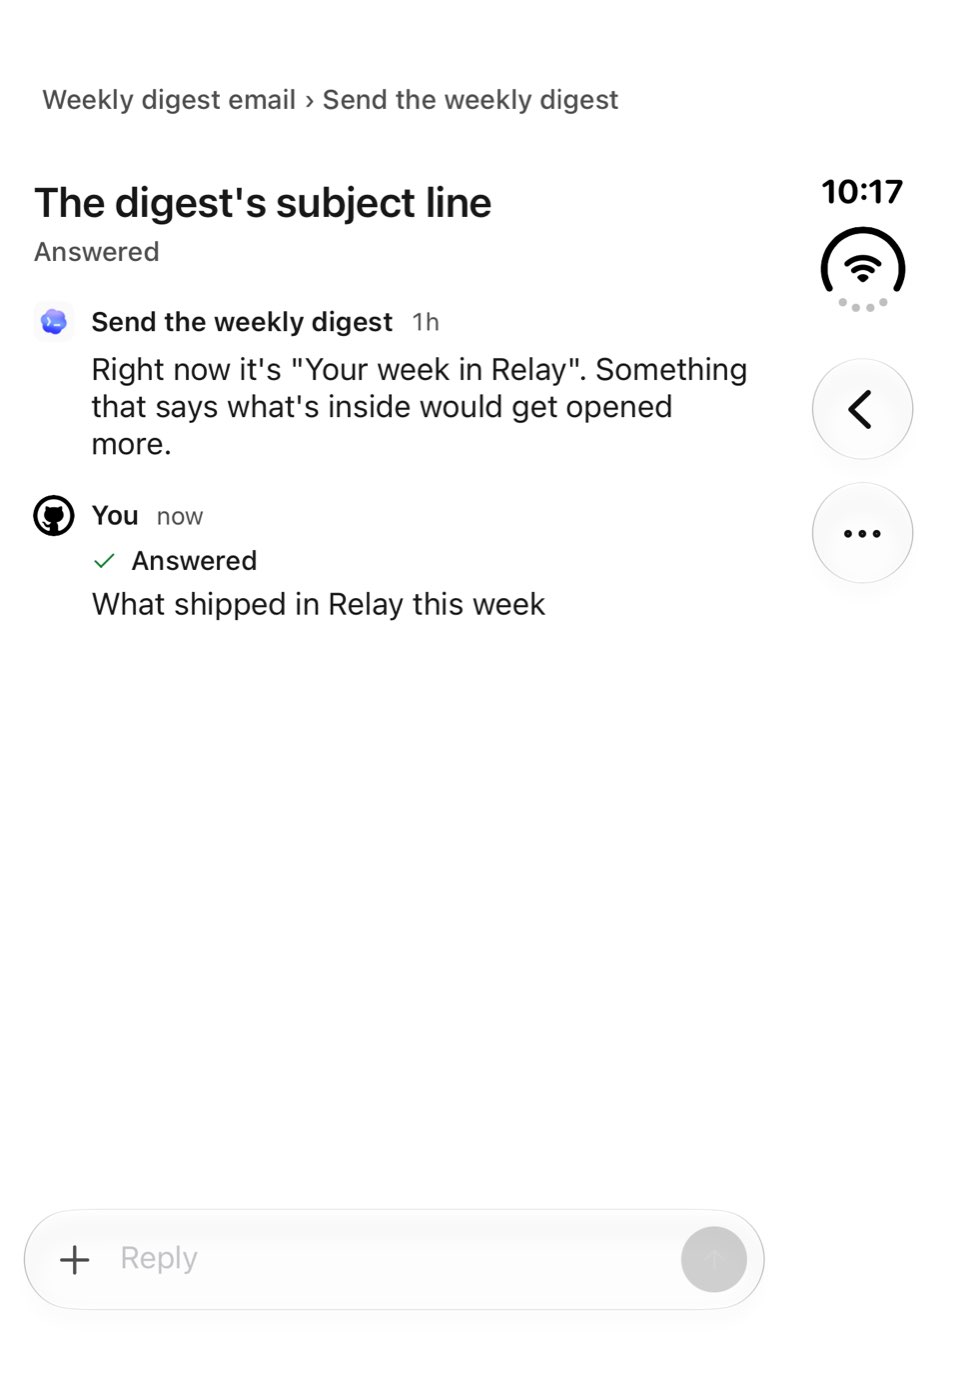 Weekly digest email › Send the weekly digest
The digest's subject line
10:17
Answered
Send the weekly digest 1h
Right now it's "Your week in Relay". Something
that says what's inside would get opened
more.
You now
Answered
What shipped in Relay this week
Reply